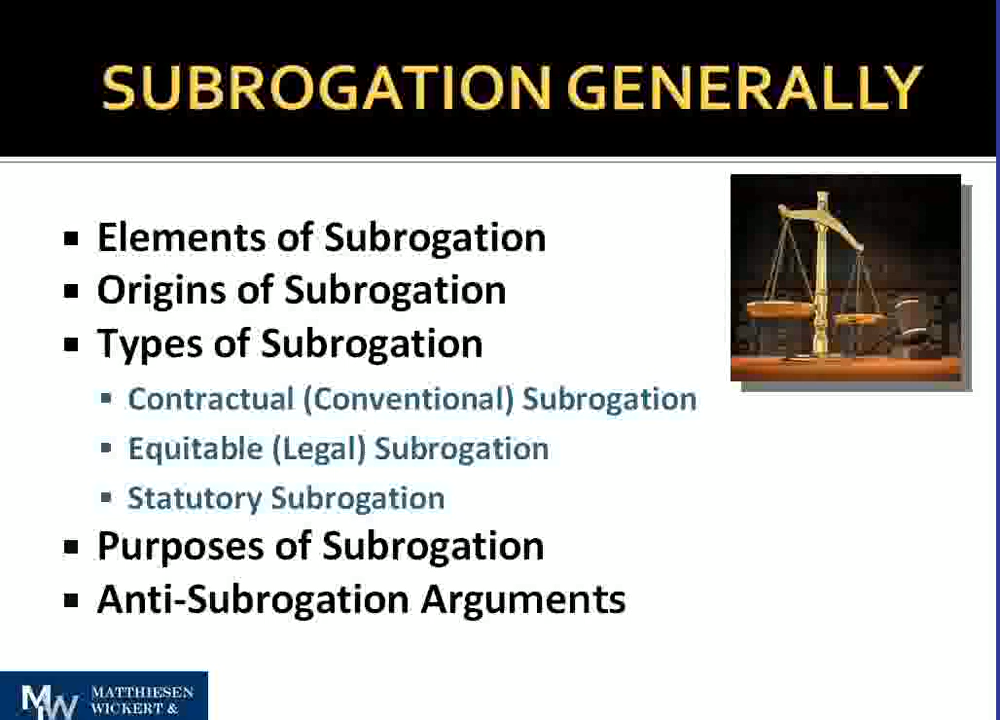 SUBROGATION GENERALLY
▪ Elements of Subrogation
▪ Origins of Subrogation
▪ Types of Subrogation
▪ Contractual (Conventional) Subrogation
▪ Equitable (Legal) Subrogation
▪ Statutory Subrogation
▪ Purposes of Subrogation
▪ Anti-Subrogation Arguments
MW MATTHIESEN
WICKERT &